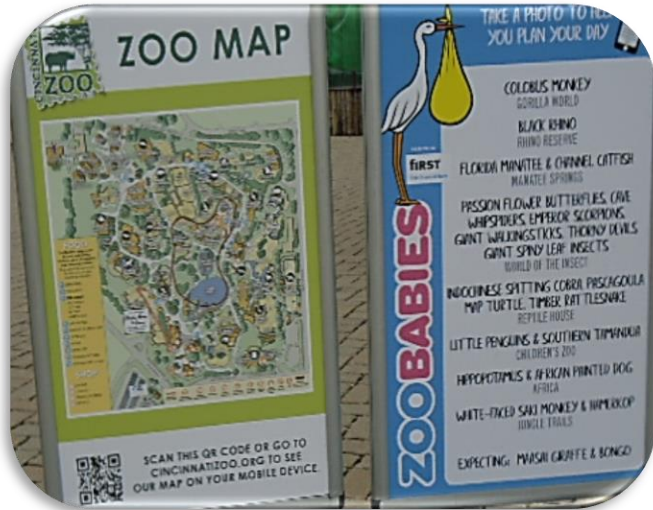 CINCINNATI
ZOO
ZOO MAP
SCAN THIS QR CODE OR GO TO
CINCINNATIZOO.ORG TO SEE
OUR MAP ON YOUR MOBILE DEVICE.
TAKE A PHOTO TO HELP
YOU PLAN YOUR DAY
FIRST
ZOOBABIES
COLOBUS MONKEY
GORILLA WORLD
BLACK RHINO
RHINO RESERVE
FLORIDA MANATEE & CHANNEL CATFISH
MANATEE SPRINGS
PASSION FLOWER BUTTERFLIES, CAVE
WHIPSPIDERS, EMPEROR SCORPIONS,
GIANT WALKINGSTICKS, THORNY DEVILS
GIANT SPINY LEAF INSECTS
WORLD OF THE INSECT
INDOCHINESE SPITTING COBRA, PASCAGOULA
MAP TURTLE, TIMBER RATTLESNAKE
REPTILE HOUSE
LITTLE PENGUINS & SOUTHERN TAMANDUA
CHILDREN'S ZOO
HIPPOPOTAMUS & AFRICAN PAINTED DOG
AFRICA
WHITE-FACED SAKI MONKEY & HAMERKOP
JUNGLE TRAILS
EXPECTING: MAASAI GIRAFFE & BONGO